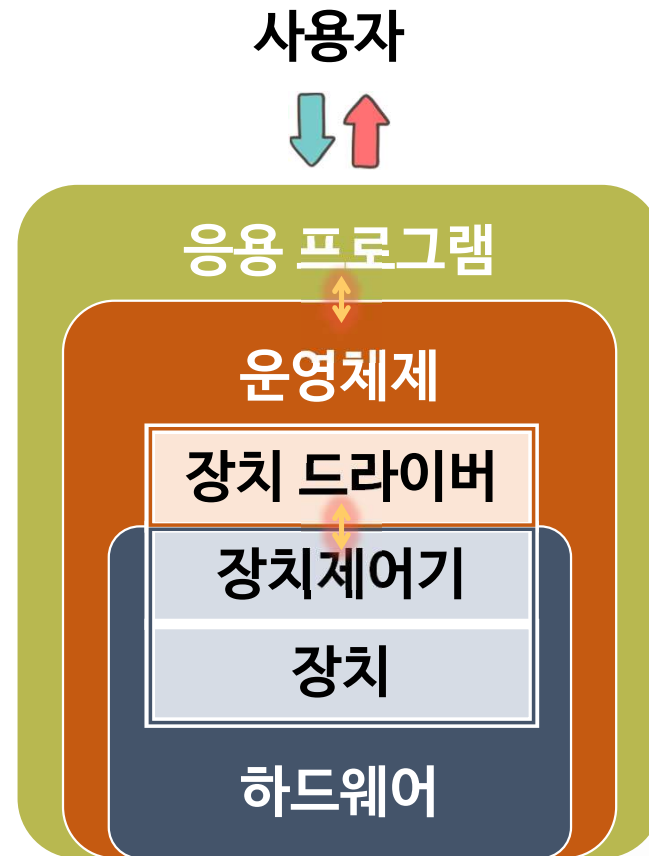 사용자
응용 프로그램
운영체제
장치 드라이버
장치제어기
장치
하드웨어